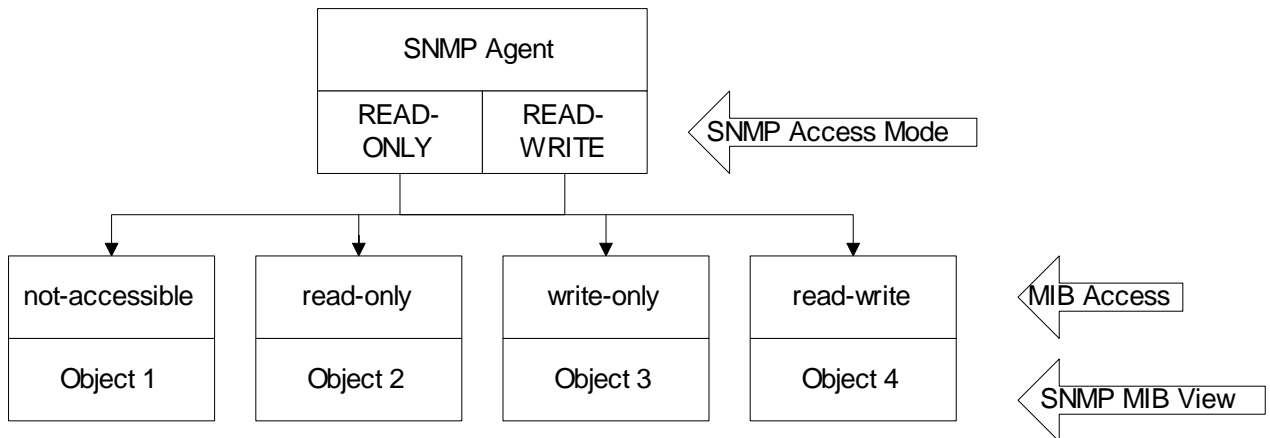 SNMP Agent
READ-
ONLY
READ-
WRITE
SNMP Access Mode
not-accessible
read-only
write-only
read-write
MIB Access
Object 1
Object 2
Object 3
Object 4
SNMP MIB View